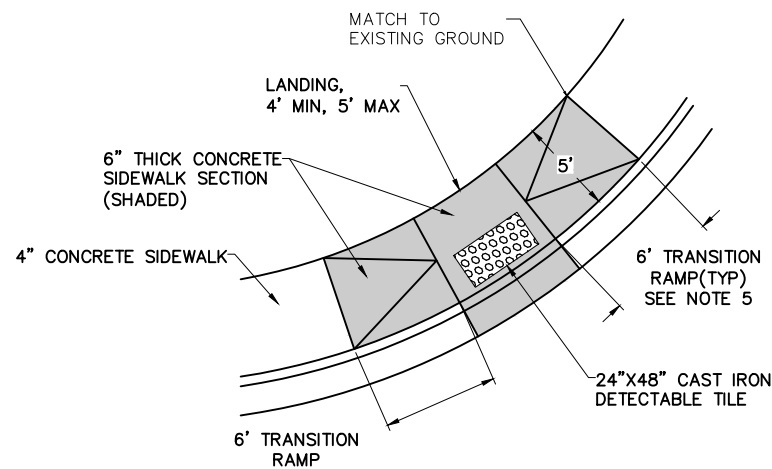 MATCH TO
EXISTING GROUND
LANDING,
4' MIN, 5' MAX
6" THICK CONCRETE
SIDEWALK SECTION
(SHADED)
5'
4" CONCRETE SIDEWALK
6' TRANSITION
RAMP(TYP)
SEE NOTE 5
24"X48" CAST IRON
DETECTABLE TILE
6' TRANSITION
RAMP